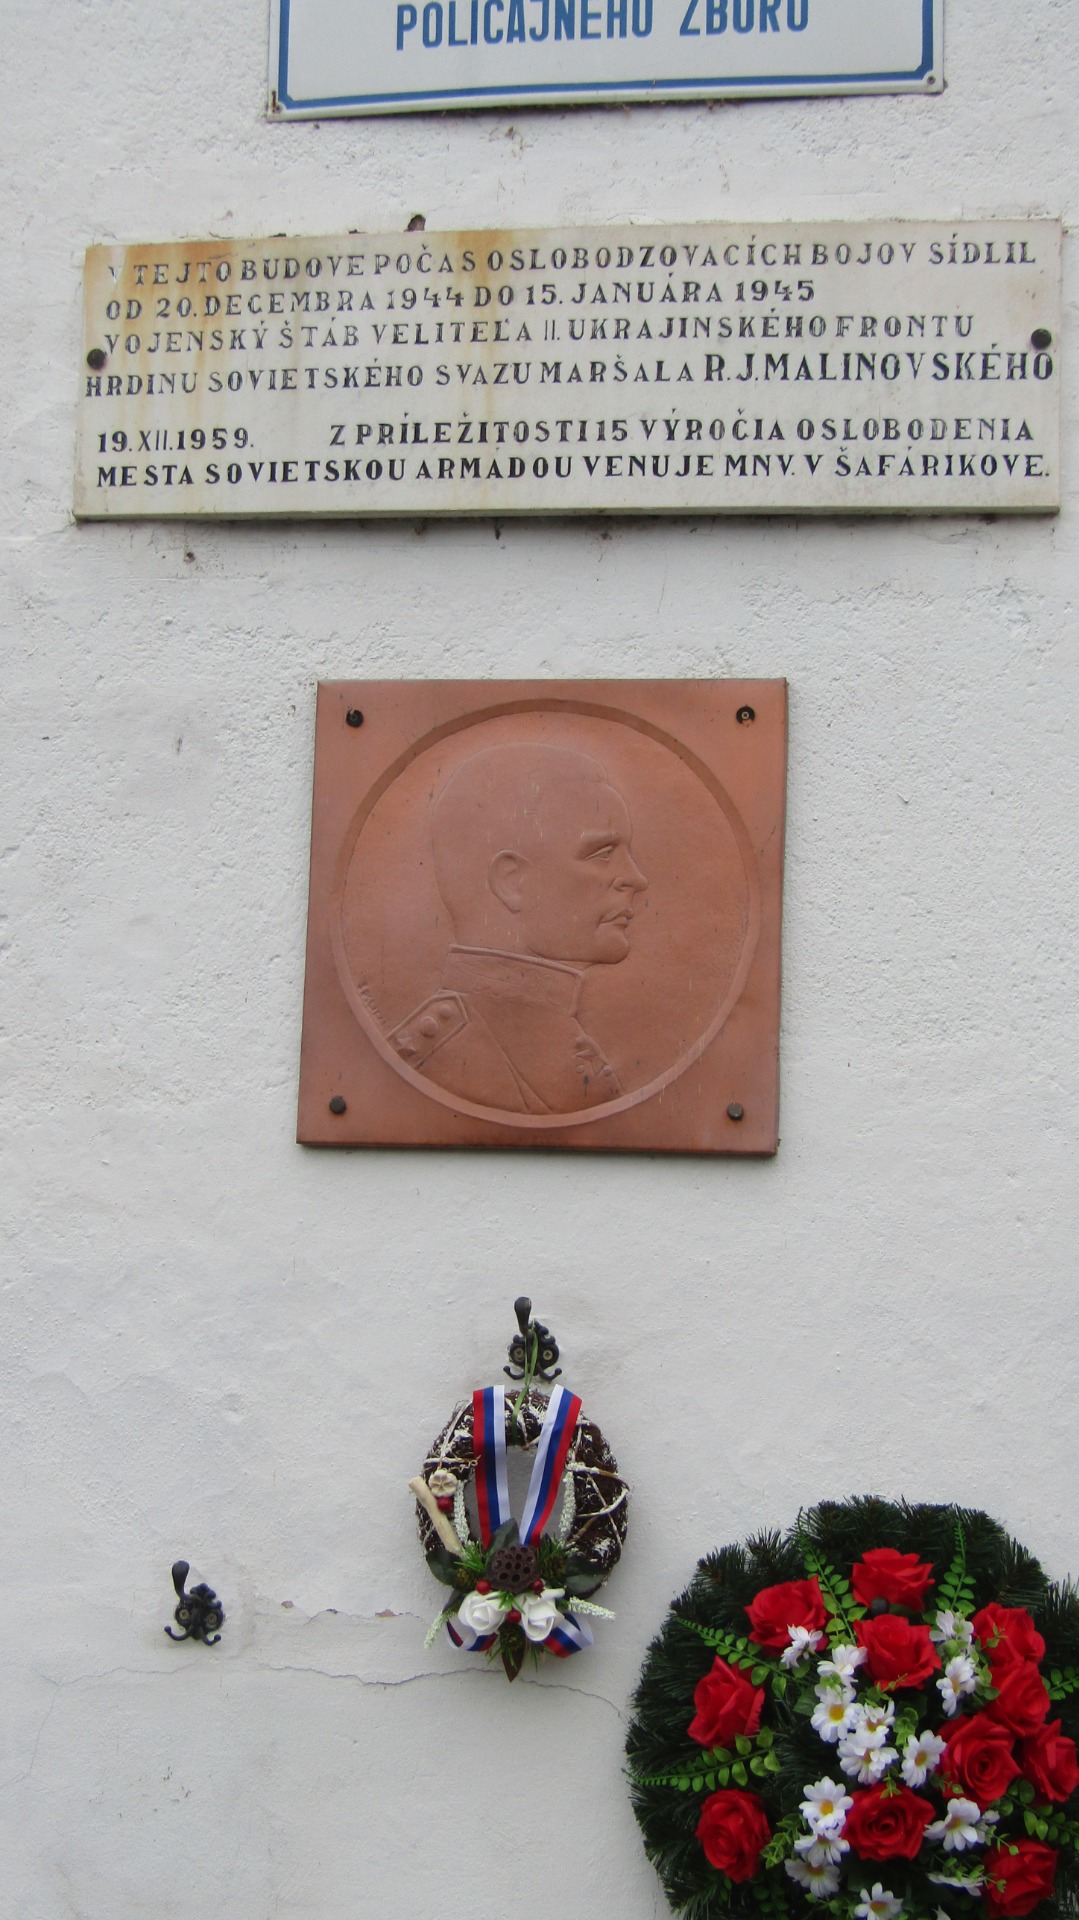 POLICAJNÉHO ZBORU
V TEJTO BUDOVE POČAS OSLOBODZOVACÍCH BOJOV SÍDLIL
OD 20. DECEMBRA 1944 DO 15. JANUÁRA 1945
VOJENSKÝ ŠTÁB VELITEĽA II. UKRAJINSKÉHO FRONTU
HRDINU SOVIETSKÉHO SVAZU MARŠALA R. J. MALINOVSKÉHO
19. XII. 1959. Z PRÍLEŽITOSTI 15 VÝROČIA OSLOBODENIA
MESTA SOVIETSKOU ARMÁDOU VENUJE MNV. V ŠAFÁRIKOVE.